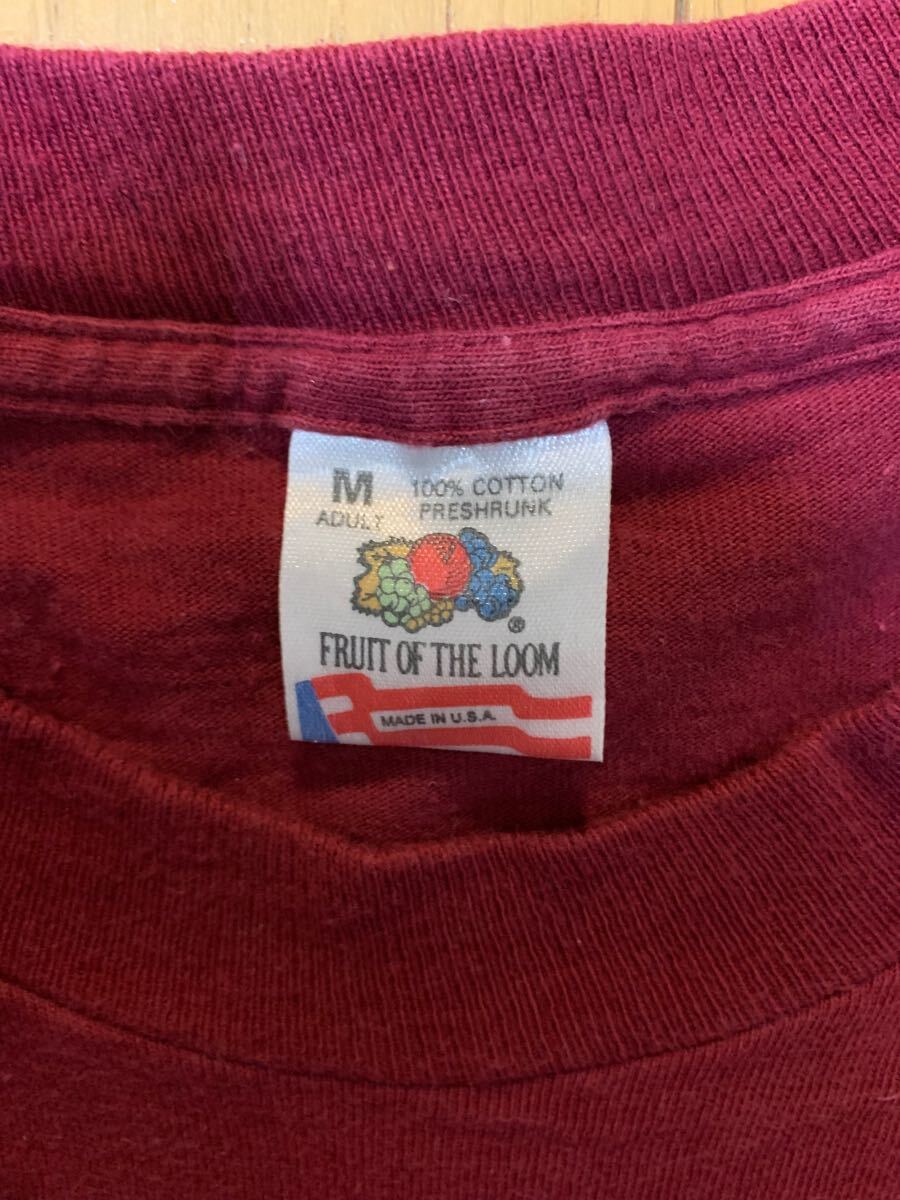 M 100% COTTON
ADULT PRESHRUNK
®
FRUIT OF THE LOOM
MADE IN U.S.A.